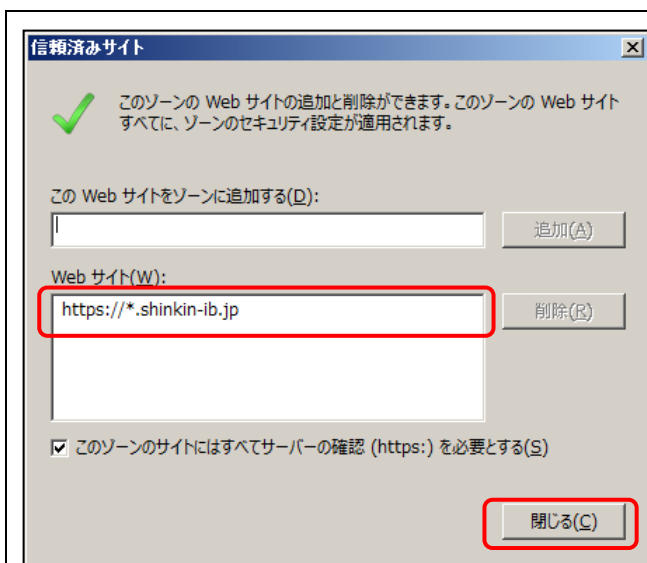 信頼済みサイト
このゾーンの Web サイトの追加と削除ができます。このゾーンの Web サイト
すべてに、ゾーンのセキュリティ設定が適用されます。
この Web サイトをゾーンに追加する(D):
追加(A)
Web サイト(W):
https://*.shinkin-ib.jp
削除(R)
このゾーンのサイトにはすべてサーバーの確認 (https:) を必要とする(S)
閉じる(C)